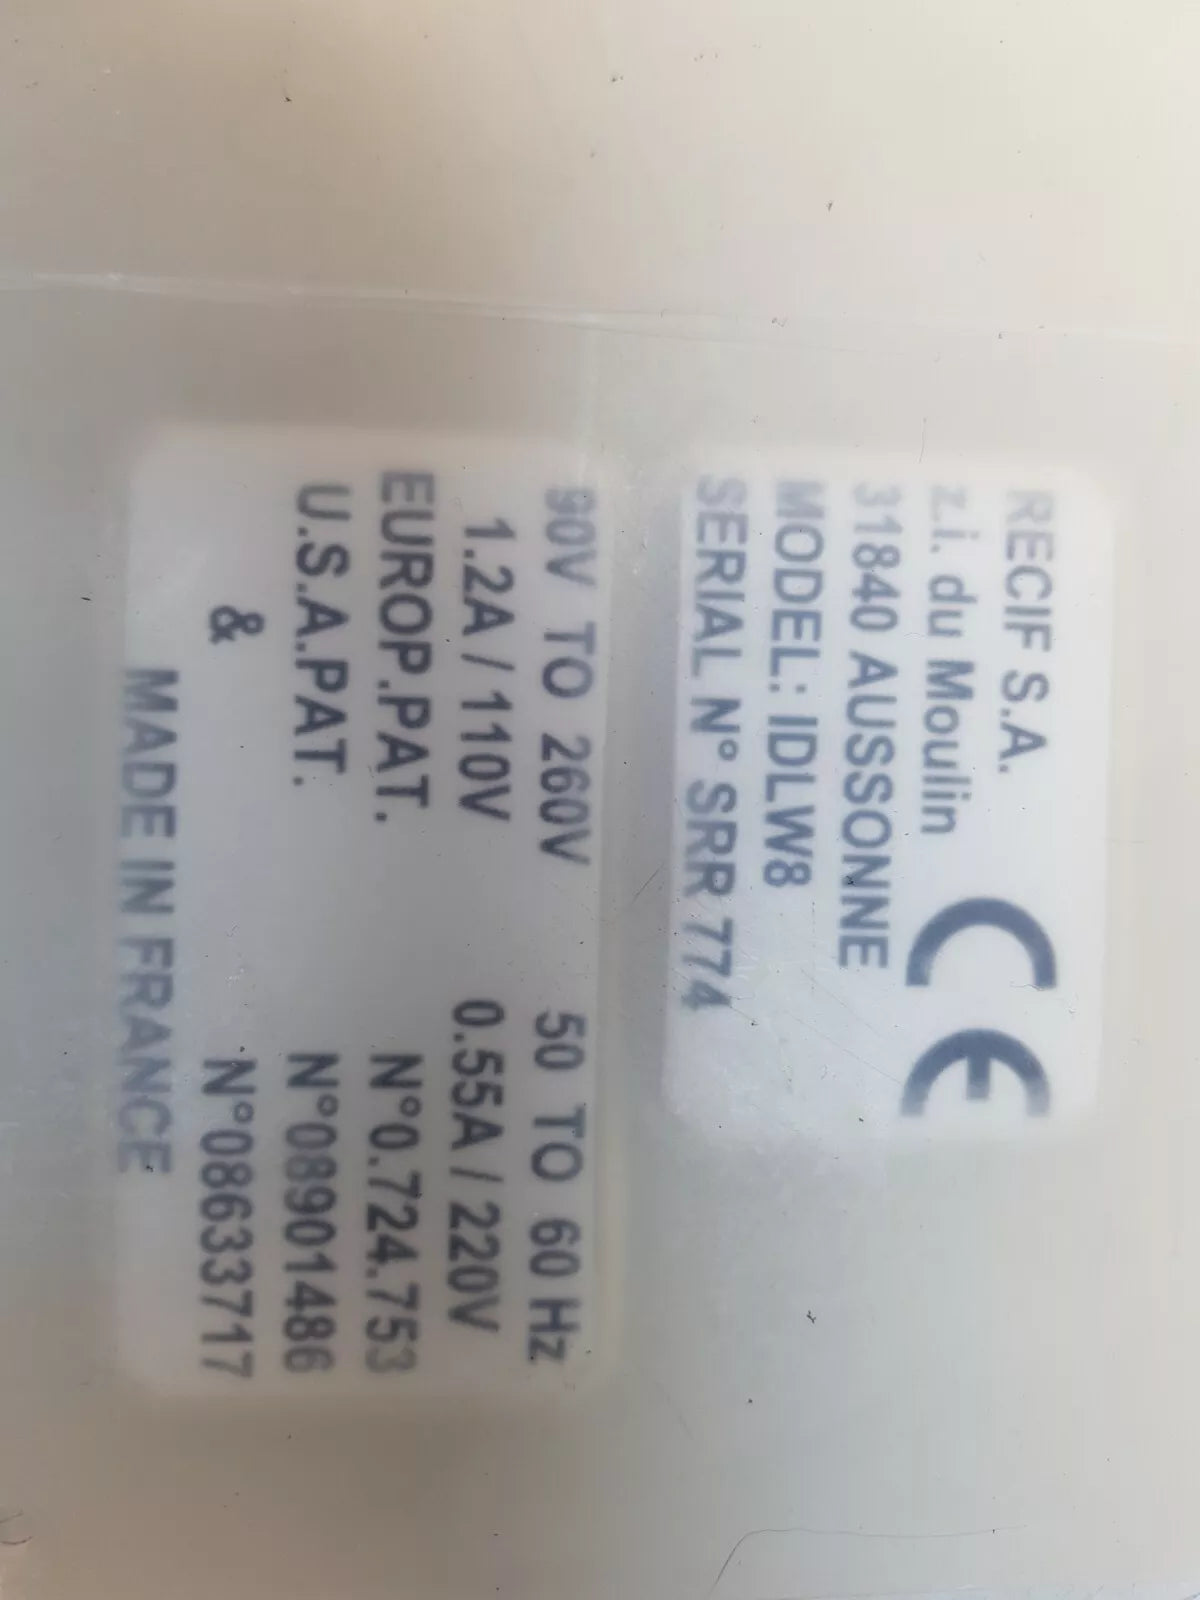 RECIF S.A.
z.i. du Moulin
31840 AUSSONNE
CE
MODEL: IDLW8
SERIAL N° SRR 774
90V TO 260V 50 TO 60 Hz
1.2A / 110V 0.55A / 220V
EUROP.PAT. N°0.724.753
U.S.A.PAT. N°08901486
& N°08633717
MADE IN FRANCE